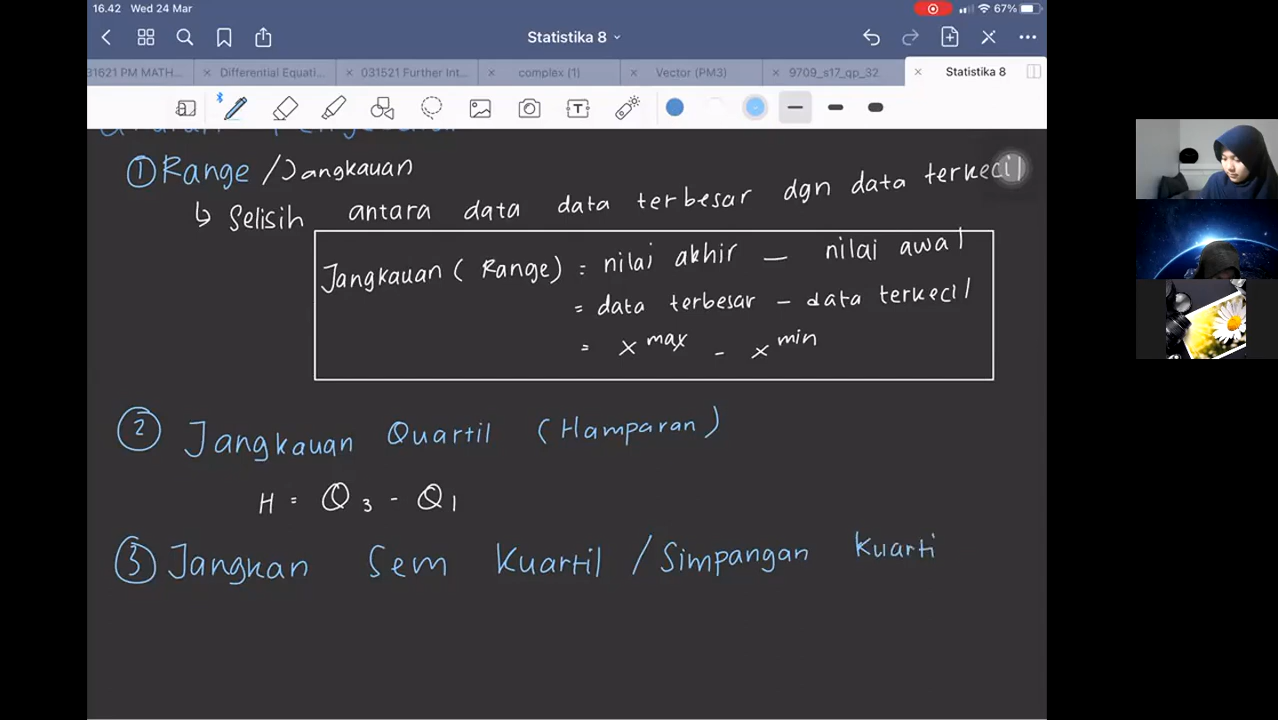 16.42 Wed 24 Mar
67%
Statistika 8
031621 PM MATH...
Differential Equati...
031521 Further Int...
complex (1)
Vector (PM3)
9709_s17_qp_32
Statistika 8
① Range / Jangkauan
↳ Selisih antara data data terbesar dgn data terkecil
Jangkauan ( Range) = nilai akhir — nilai awal
= data terbesar - data terkecil
= x^max - x^min
② Jangkauan Quartil (Hamparan)
H = Q₃ - Q₁
③ Jangkan Sem Kuartil / Simpangan Kuarti